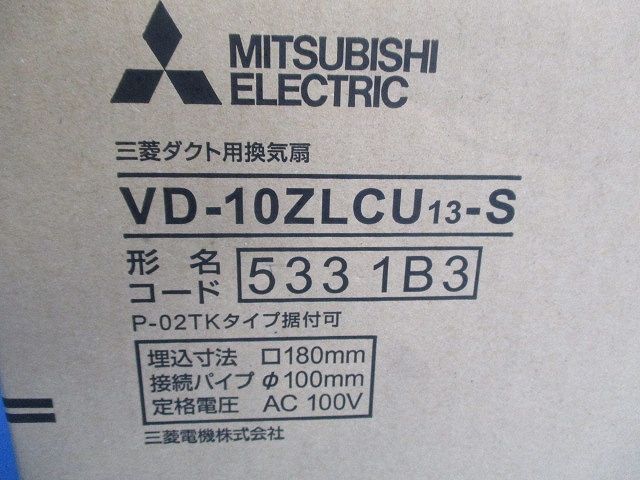 MITSUBISHI
ELECTRIC
三菱ダクト用換気扇
VD-10ZLCU13-S
形名
コード 533 1B3
P-02TKタイプ据付可
埋込寸法 □180mm
接続パイプ φ100mm
定格電圧 AC 100V
三菱電機株式会社